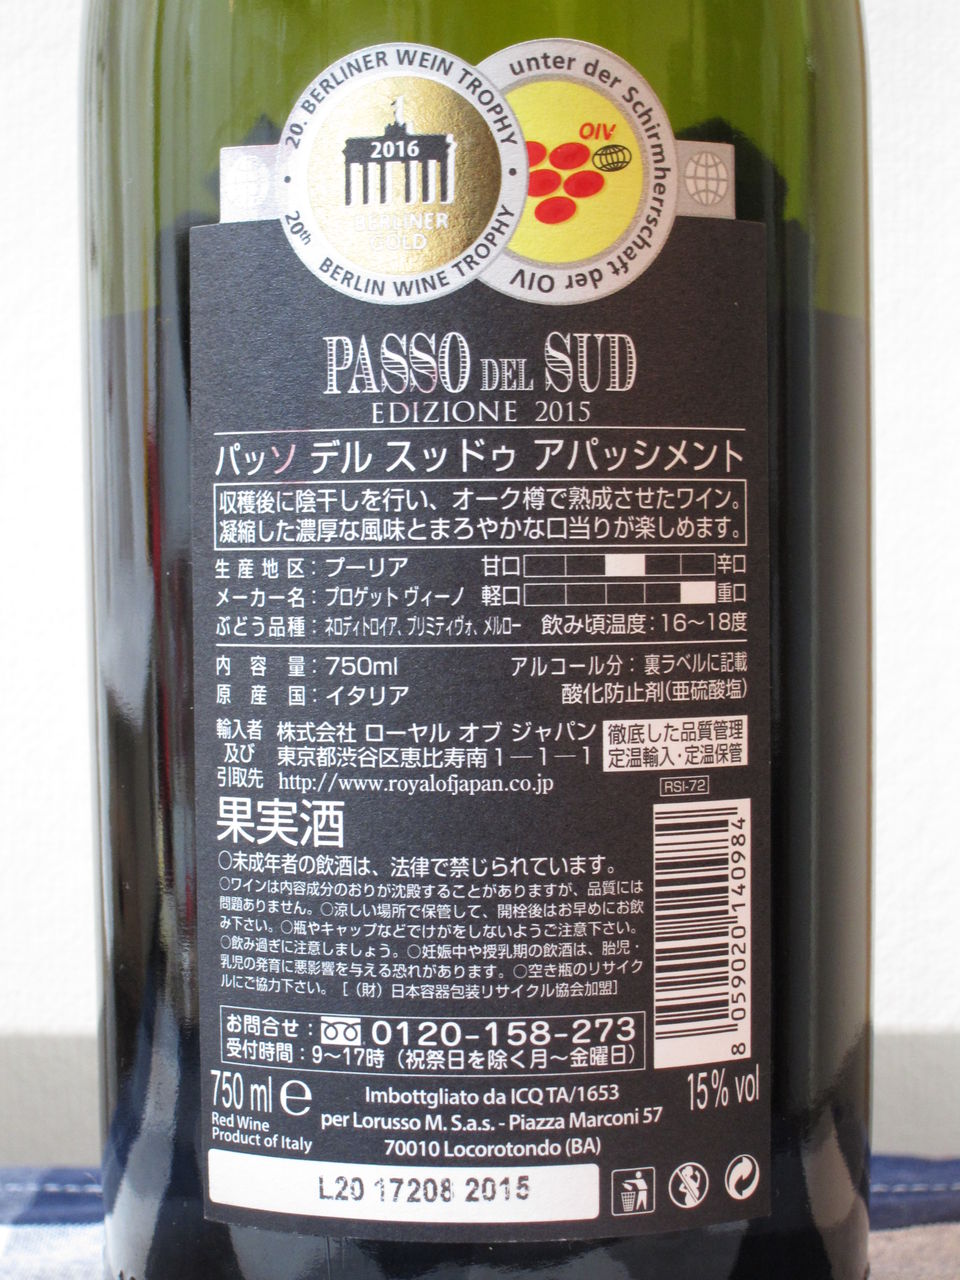 20. BERLINER WEIN TROPHY
unter der Schirmherrschaft der OIV
1
2016
OIV
BERLINER
GOLD
20th BERLIN WINE TROPHY
PASSO DEL SUD
EDIZIONE 2015
パッソ デル スッドゥ アパッシメント
収穫後に陰干しを行い、オーク樽で熟成させたワイン。
凝縮した濃厚な風味とまろやかな口当りが楽しめます。
生産地区：プーリア 甘口 辛口
メーカー名：プロゲット ヴィーノ 軽口 重口
ぶどう品種：ネロディトロイア、プリミティヴォ、メルロー 飲み頃温度：16〜18度
内容量：750ml アルコール分：裏ラベルに記載
原産国：イタリア 酸化防止剤(亜硫酸塩)
輸入者 株式会社 ローヤル オブ ジャパン 徹底した品質管理
及び 東京都渋谷区恵比寿南1―1―1 定温輸入・定温保管
引取先 http://www.royalofjapan.co.jp RSI-72
果実酒
○未成年者の飲酒は、法律で禁じられています。
○ワインは内容成分のおりが沈殿することがありますが、品質には
問題ありません。○涼しい場所で保管して、開栓後はお早めにお飲
み下さい。○瓶やキャップなどでけがをしないようご注意下さい。
○飲み過ぎに注意しましょう。○妊娠中や授乳期の飲酒は、胎児・
乳児の発育に悪影響を与える恐れがあります。○空き瓶のリサイク
ルにご協力下さい。［（財）日本容器包装リサイクル協会加盟］
8 059020 140984
お問合せ： 0120-158-273
受付時間：9〜17時（祝祭日を除く月〜金曜日）
750 ml e
Red Wine
Product of Italy
Imbottgliato da ICQ TA/1653
per Lorusso M. S.a.s. - Piazza Marconi 57
70010 Locorotondo (BA)
15% vol
L20 17208 2015